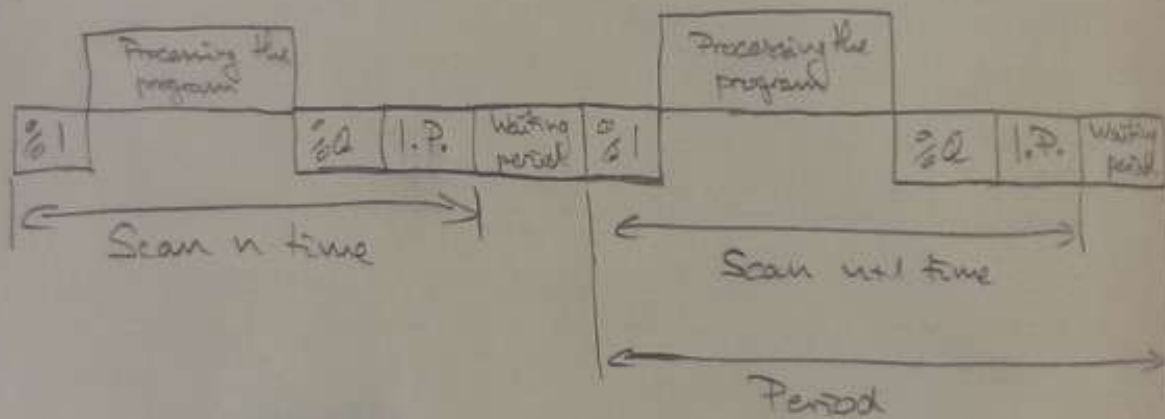 Processing the
program
Processing the
program
%I
%Q
I.P.
Waiting
period
%I
%Q
I.P.
Waiting
period
Scan n time
Scan n+1 time
Period